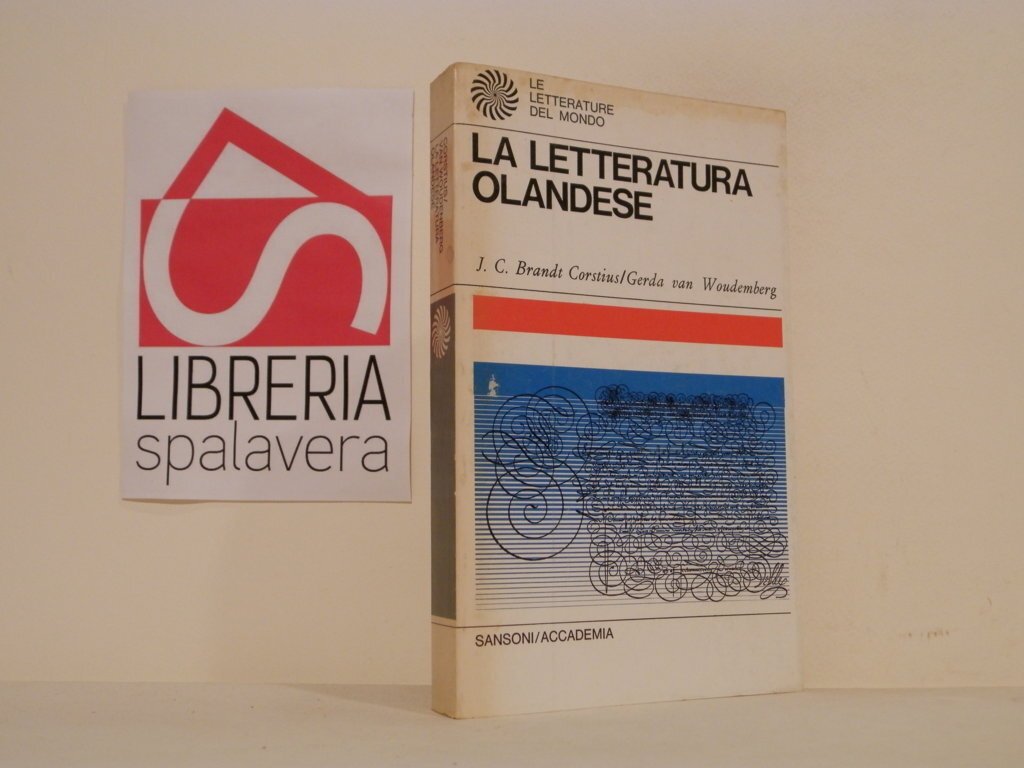 LIBRERIA
spalavera
LE
LETTERATURE
DEL MONDO
LA LETTERATURA
OLANDESE
J. C. Brandt Corstius/Gerda van Woudemberg
SANSONI/ACCADEMIA